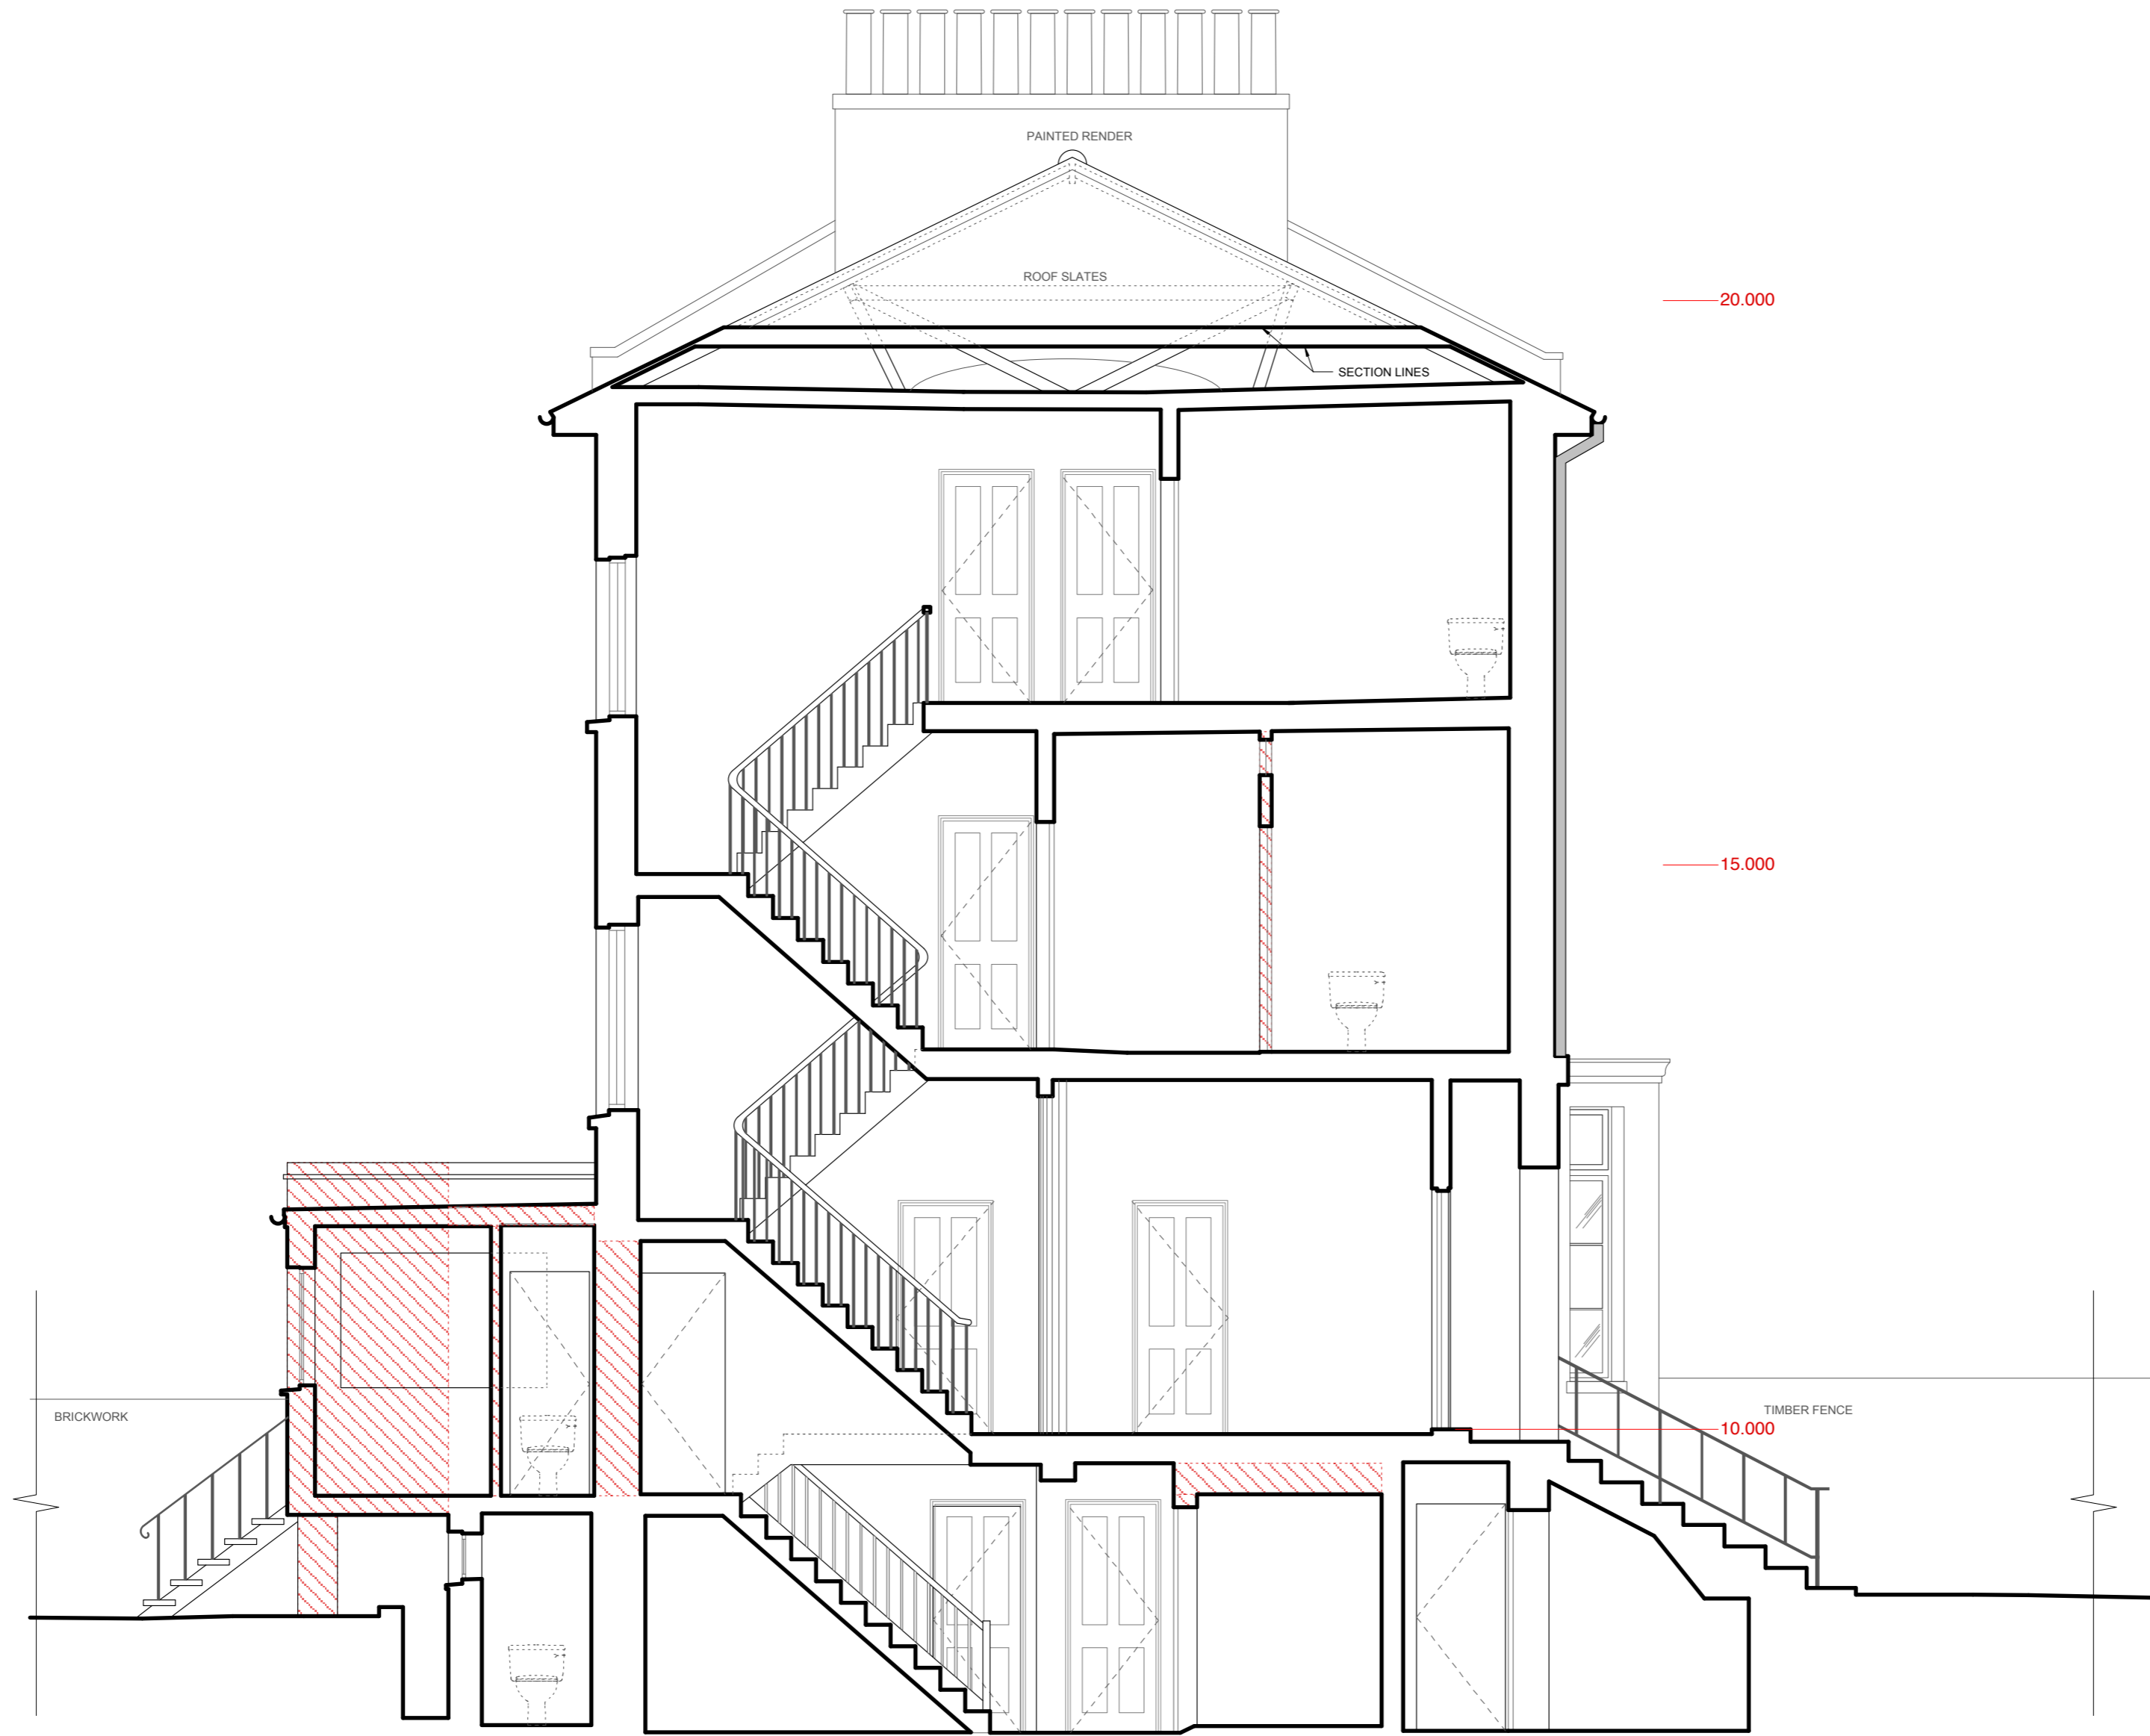 PAINTED RENDER
ROOF SLATES
20.000
SECTION LINES
15.000
BRICKWORK
TIMBER FENCE
10.000